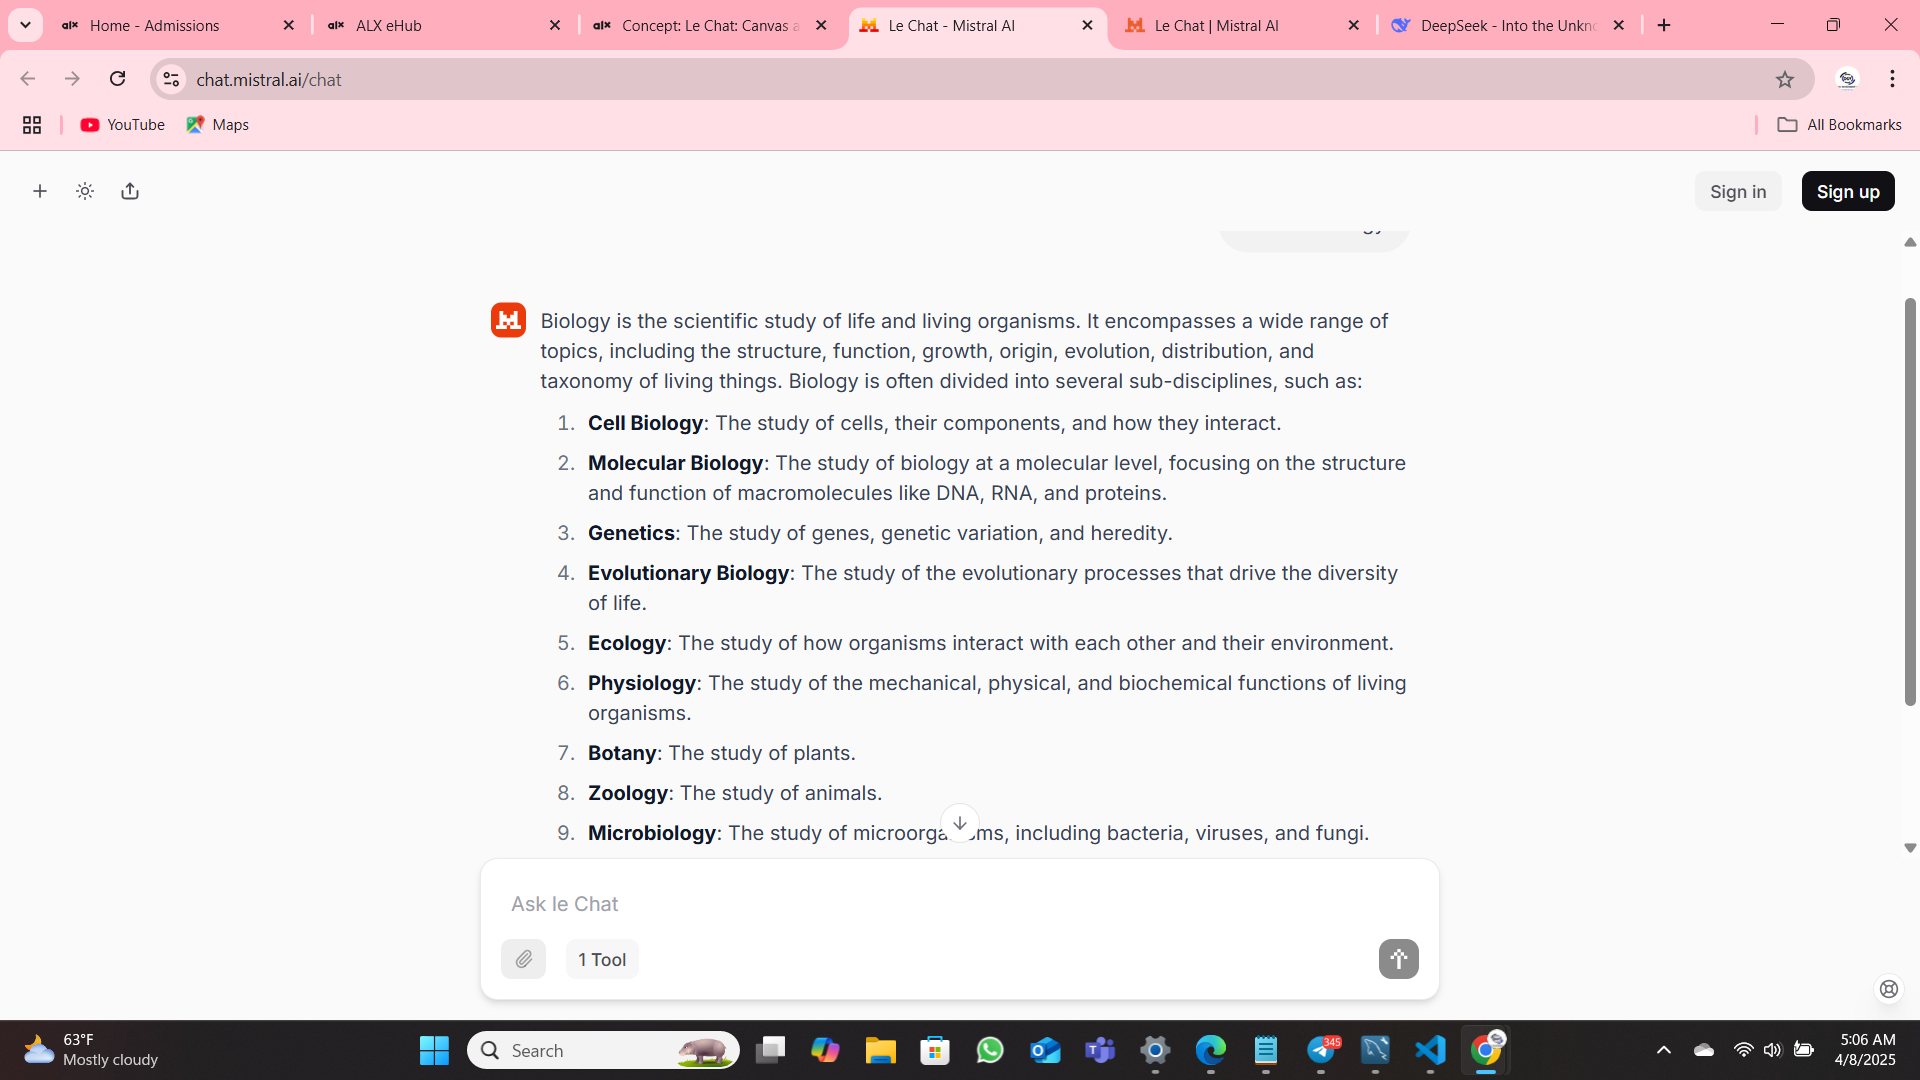 Home - Admissions
ALX eHub
Concept: Le Chat: Canvas a
Le Chat - Mistral AI
Le Chat | Mistral AI
DeepSeek - Into the Unkn
chat.mistral.ai/chat
YouTube
Maps
All Bookmarks
Sign in
Sign up
Biology is the scientific study of life and living organisms. It encompasses a wide range of
topics, including the structure, function, growth, origin, evolution, distribution, and
taxonomy of living things. Biology is often divided into several sub-disciplines, such as:
1. Cell Biology: The study of cells, their components, and how they interact.
2. Molecular Biology: The study of biology at a molecular level, focusing on the structure
and function of macromolecules like DNA, RNA, and proteins.
3. Genetics: The study of genes, genetic variation, and heredity.
4. Evolutionary Biology: The study of the evolutionary processes that drive the diversity
of life.
5. Ecology: The study of how organisms interact with each other and their environment.
6. Physiology: The study of the mechanical, physical, and biochemical functions of living
organisms.
7. Botany: The study of plants.
8. Zoology: The study of animals.
9. Microbiology: The study of microorganisms, including bacteria, viruses, and fungi.
Ask le Chat
1 Tool
63°F
Mostly cloudy
Search
345
5:06 AM
4/8/2025